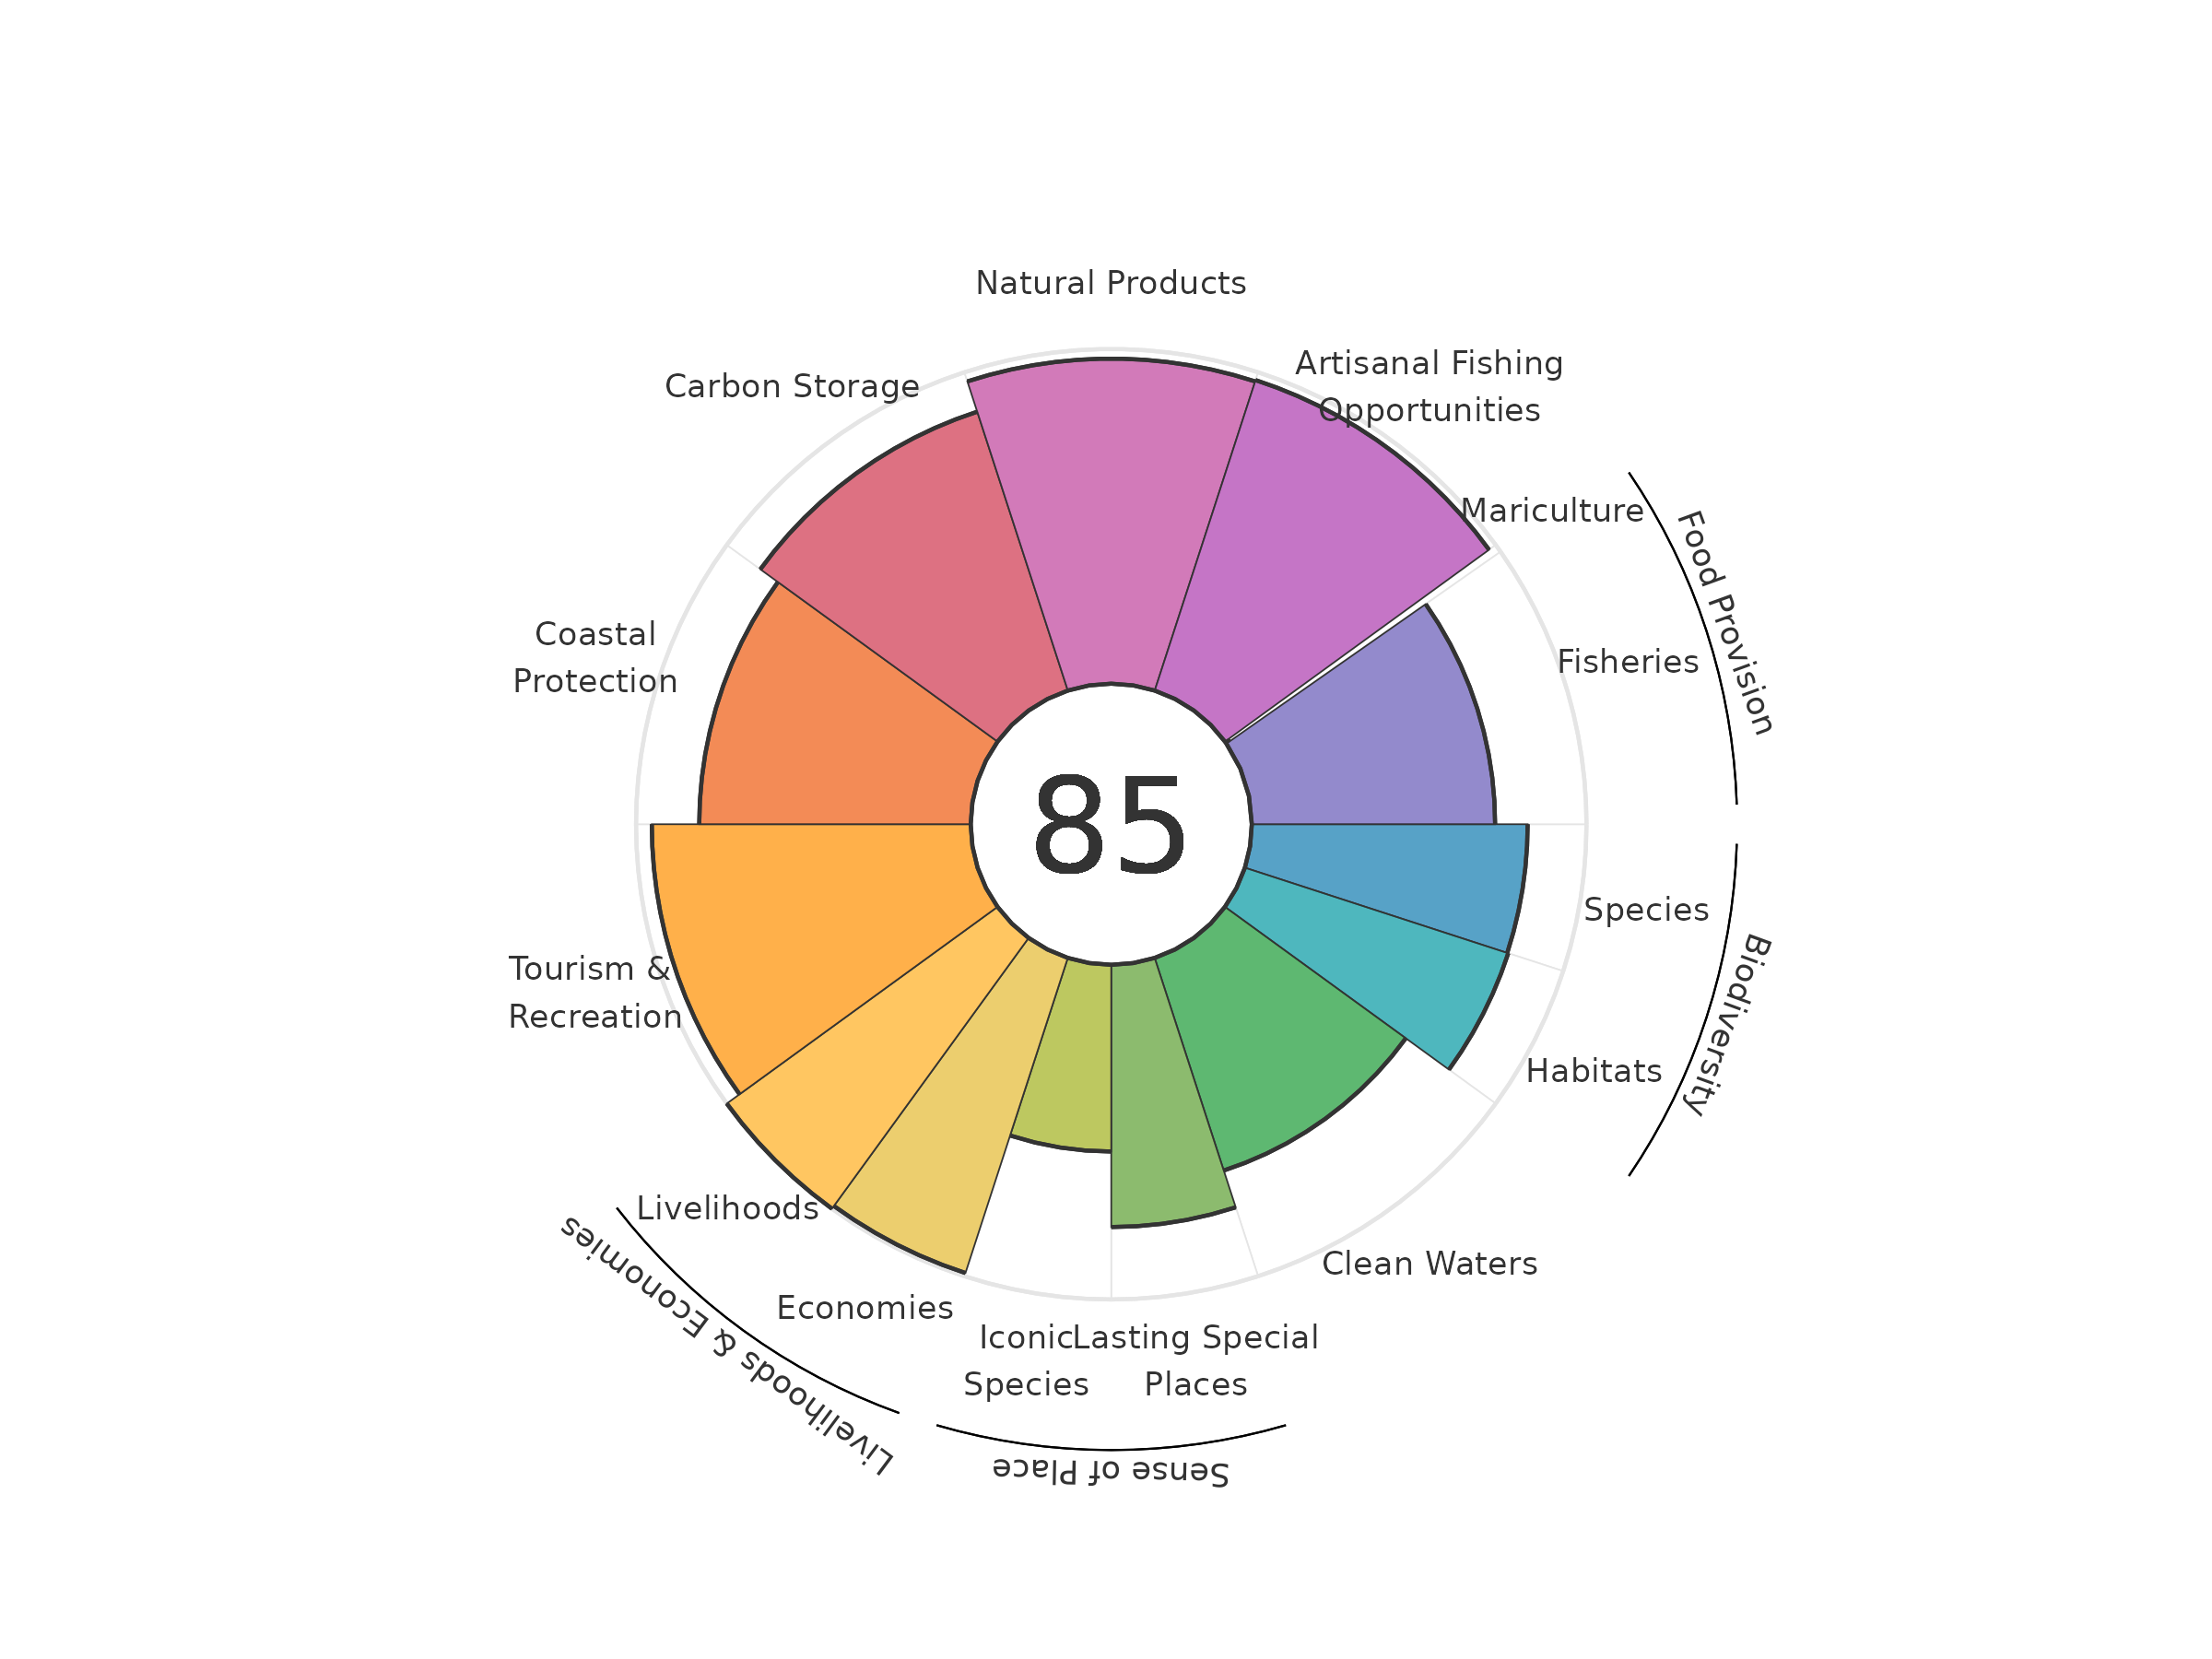 Natural Products
Artisanal Fishing
Opportunities
Carbon Storage
Mariculture
Food Provision
Coastal
Protection
Fisheries
85
Species
Biodiversity
Tourism &
Recreation
Habitats
Livelihoods
Clean Waters
Economies
Livelihoods & Economies
Iconic
Species
Lasting Special
Places
Sense of Place